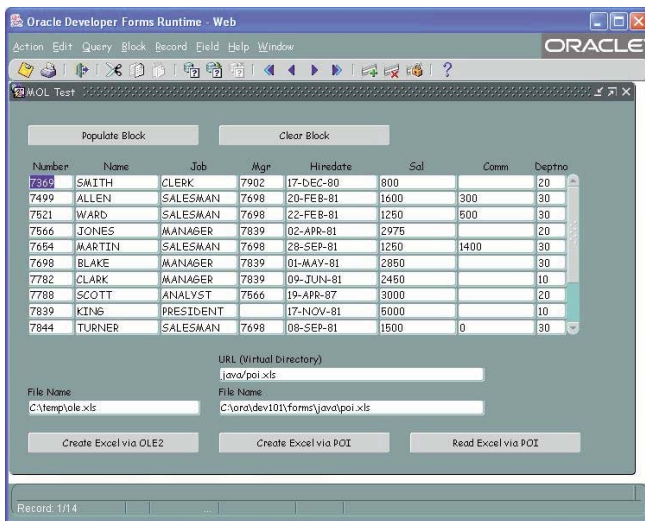 Oracle Developer Forms Runtime - Web
Action Edit Query Block Record Field Help Window
ORACLE
MOL Test
Populate Block Clear Block
Number Name Job Mgr Hiredate Sal Comm Deptno
7369 SMITH CLERK 7902 17-DEC-80 800 20
7499 ALLEN SALESMAN 7698 20-FEB-81 1600 300 30
7521 WARD SALESMAN 7698 22-FEB-81 1250 500 30
7566 JONES MANAGER 7839 02-APR-81 2975 20
7654 MARTIN SALESMAN 7698 28-SEP-81 1250 1400 30
7698 BLAKE MANAGER 7839 01-MAY-81 2850 30
7782 CLARK MANAGER 7839 09-JUN-81 2450 10
7788 SCOTT ANALYST 7566 19-APR-87 3000 20
7839 KING PRESIDENT 17-NOV-81 5000 10
7844 TURNER SALESMAN 7698 08-SEP-81 1500 0 30
URL (Virtual Directory)
java/poi.xls
File Name File Name
C:\temp\ole.xls C:\ora\dev101\forms\java\poi.xls
Create Excel via OLE2 Create Excel via POI Read Excel via POI
Record: 1/14 ...